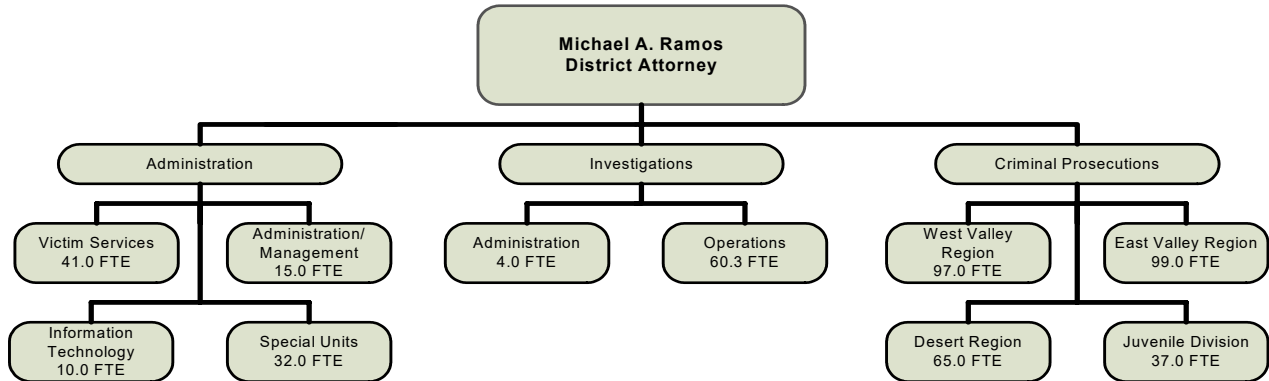 Michael A. Ramos
District Attorney
Administration
Investigations
Criminal Prosecutions
Victim Services
41.0 FTE
Administration/
Management
15.0 FTE
Administration
4.0 FTE
Operations
60.3 FTE
West Valley
Region
97.0 FTE
East Valley Region
99.0 FTE
Information
Technology
10.0 FTE
Special Units
32.0 FTE
Desert Region
65.0 FTE
Juvenile Division
37.0 FTE